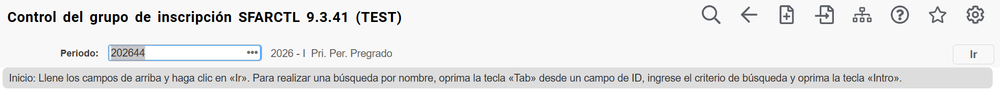 Control del grupo de inscripción SFARCTL 9.3.41 (TEST)
Periodo: 202644 ••• 2026 - I Pri. Per. Pregrado Ir
Inicio: Llene los campos de arriba y haga clic en «Ir». Para realizar una búsqueda por nombre, oprima la tecla «Tab» desde un campo de ID, ingrese el criterio de búsqueda y oprima la tecla «Intro».